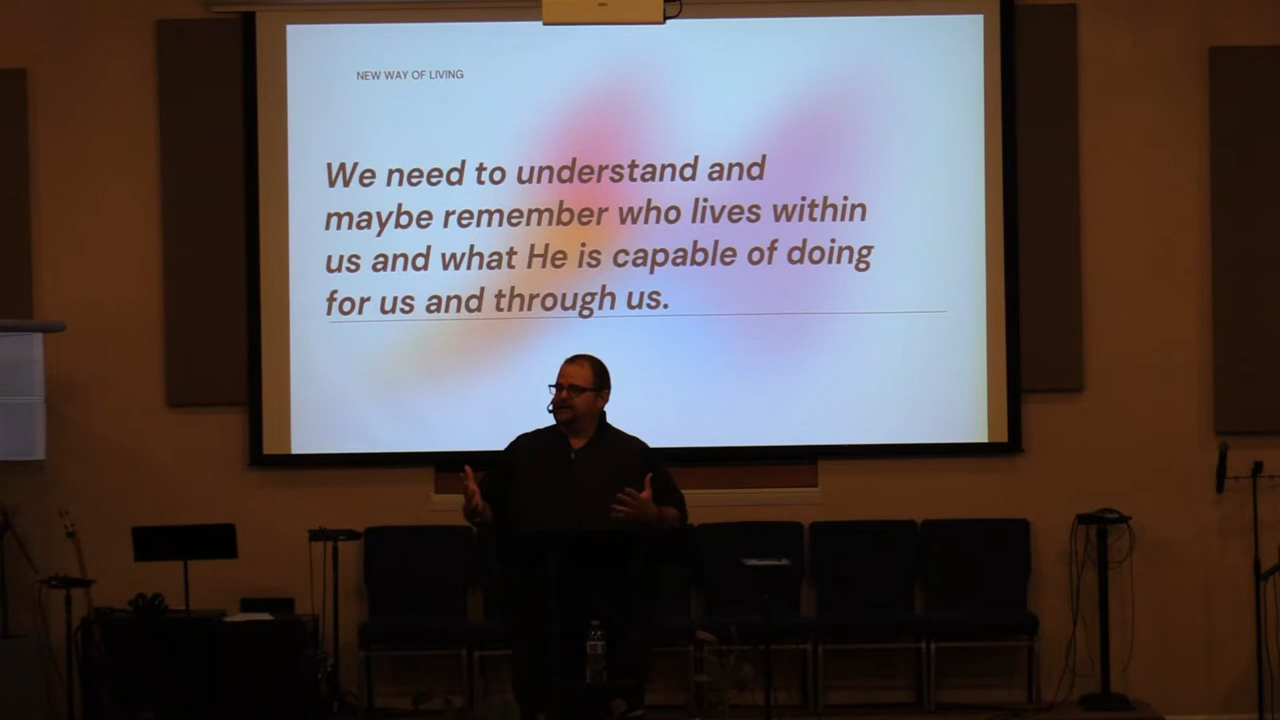 NEW WAY OF LIVING
We need to understand and
maybe remember who lives within
us and what He is capable of doing
for us and through us.